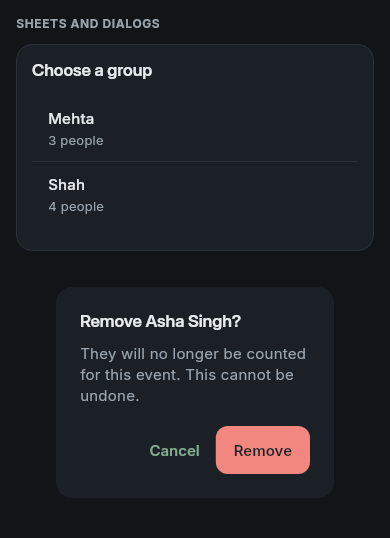 SHEETS AND DIALOGS
Choose a group
Mehta
3 people
Shah
4 people
Remove Asha Singh?
They will no longer be counted
for this event. This cannot be
undone.
Cancel
Remove